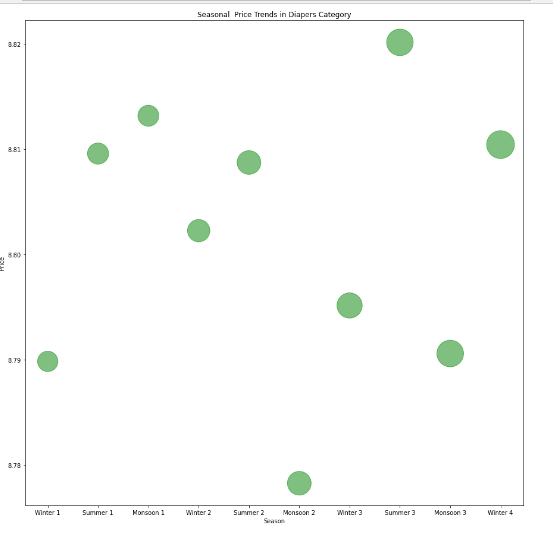 Seasonal  Price Trends in Diapers Category
8.82
8.81
8.80
8.79
8.78
Price
Winter 1 Summer 1 Monsoon 1 Winter 2 Summer 2 Monsoon 2 Winter 3 Summer 3 Monsoon 3 Winter 4
Season